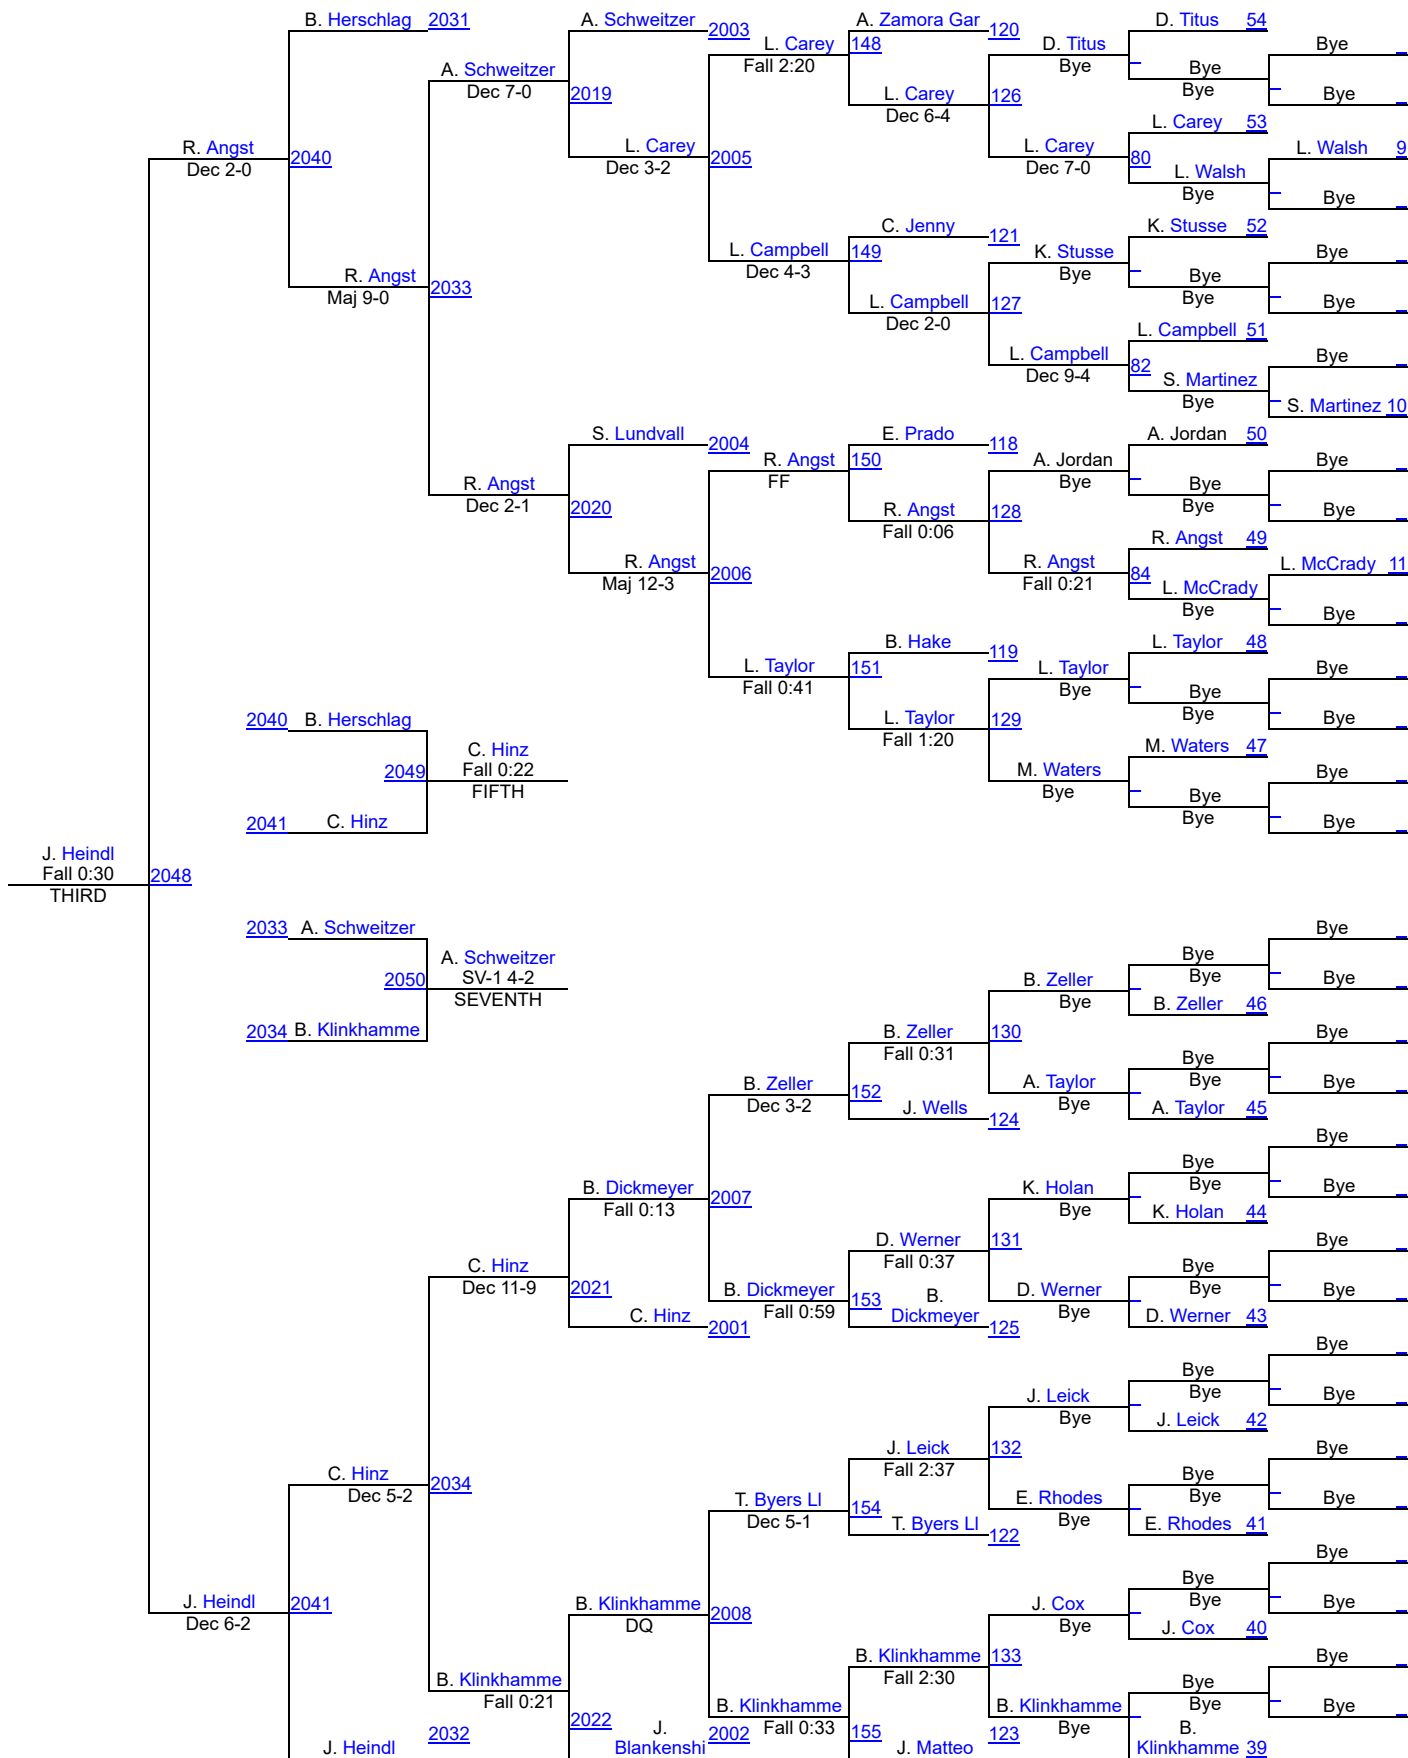 B. Herschlag 2031
A. Schweitzer 2003
A. Zamora Gar 120
D. Titus 54
L. Carey 148
Fall 2:20
D. Titus
Bye
Bye
Bye
Bye
Bye
A. Schweitzer
Dec 7-0
2019
L. Carey 126
Dec 6-4
L. Carey 53
R. Angst
Dec 2-0
2040
L. Carey
Dec 3-2
2005
L. Carey
Dec 7-0
80
L. Walsh
Bye
L. Walsh 9
Bye
C. Jenny 121
K. Stusse 52
L. Campbell
Dec 4-3
149
K. Stusse
Bye
Bye
Bye
Bye
Bye
R. Angst
Maj 9-0
2033
L. Campbell
Dec 2-0
127
L. Campbell 51
L. Campbell
Dec 9-4
82
S. Martinez
Bye
Bye
S. Martinez 10
S. Lundvall 2004
E. Prado 118
A. Jordan 50
R. Angst
FF
150
A. Jordan
Bye
Bye
Bye
Bye
Bye
R. Angst
Dec 2-1
2020
R. Angst
Fall 0:06
128
R. Angst 49
R. Angst
Maj 12-3
2006
R. Angst
Fall 0:21
84
L. McCrady
Bye
L. McCrady 11
Bye
B. Hake 119
L. Taylor 48
L. Taylor
Fall 0:41
151
L. Taylor
Bye
Bye
Bye
Bye
Bye
2040 B. Herschlag
L. Taylor
Fall 1:20
129
M. Waters 47
2049
C. Hinz
Fall 0:22
FIFTH
M. Waters
Bye
Bye
Bye
Bye
Bye
2041 C. Hinz
J. Heindl
Fall 0:30
THIRD
2048
2033 A. Schweitzer
2050
A. Schweitzer
SV-1 4-2
SEVENTH
2034 B. Klinkhamme
Bye
Bye
Bye
Bye
B. Zeller
Bye
B. Zeller 46
B. Zeller
Fall 0:31
130
Bye
Bye
Bye
Bye
B. Zeller
Dec 3-2
152
A. Taylor
Bye
A. Taylor 45
J. Wells 124
Bye
Bye
Bye
Bye
B. Dickmeyer
Fall 0:13
2007
K. Holan
Bye
K. Holan 44
D. Werner
Fall 0:37
131
Bye
Bye
Bye
Bye
C. Hinz
Dec 11-9
2021
B. Dickmeyer
Fall 0:59
153
B.
Dickmeyer 125
D. Werner
Bye
D. Werner 43
C. Hinz 2001
Bye
Bye
Bye
Bye
J. Leick
Bye
J. Leick 42
J. Leick
Fall 2:37
132
Bye
Bye
Bye
Bye
C. Hinz
Dec 5-2
2034
T. Byers Ll
Dec 5-1
154
T. Byers Ll 122
E. Rhodes
Bye
E. Rhodes 41
Bye
Bye
Bye
Bye
J. Heindl
Dec 6-2
2041
B. Klinkhamme
DQ
2008
J. Cox
Bye
J. Cox 40
B. Klinkhamme
Fall 2:30
133
Bye
Bye
Bye
Bye
B. Klinkhamme
Fall 0:21
2022
B. Klinkhamme
Fall 0:33
155
B. Klinkhamme
Bye
B.
Klinkhamme 39
J. Heindl 2032
J.
Blankenshi 2002
J. Matteo 123